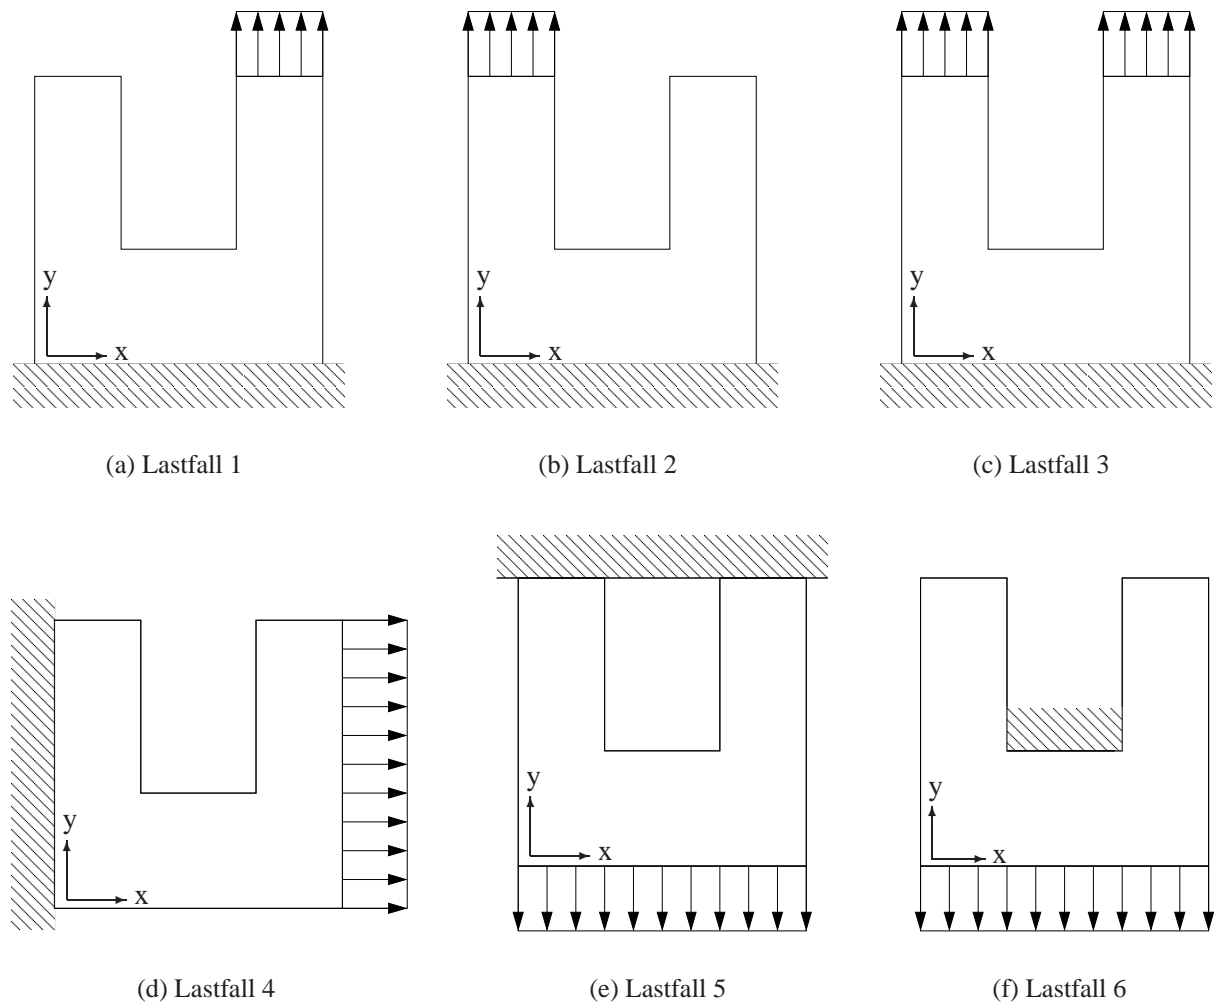 y
x
y
x
y
x
(a) Lastfall 1
(b) Lastfall 2
(c) Lastfall 3
y
x
y
x
y
x
(d) Lastfall 4
(e) Lastfall 5
(f) Lastfall 6